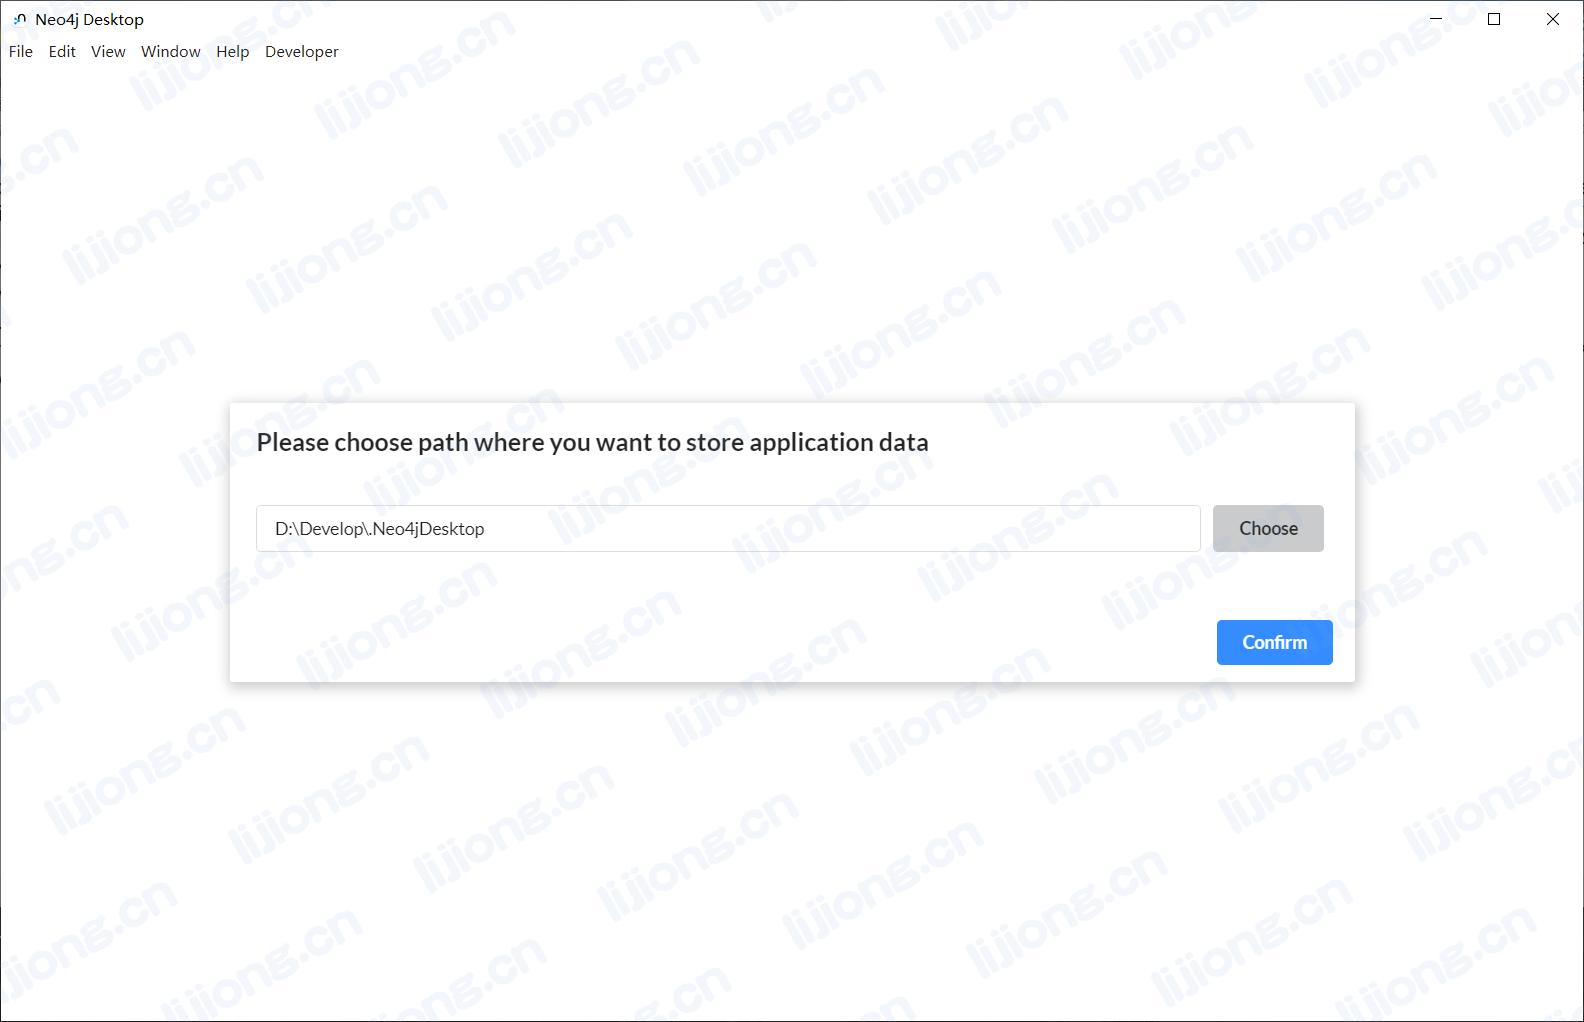 Neo4j Desktop
File Edit View Window Help Developer
Please choose path where you want to store application data
D:\Develop\.Neo4jDesktop
Choose
Confirm
lijiong.cn